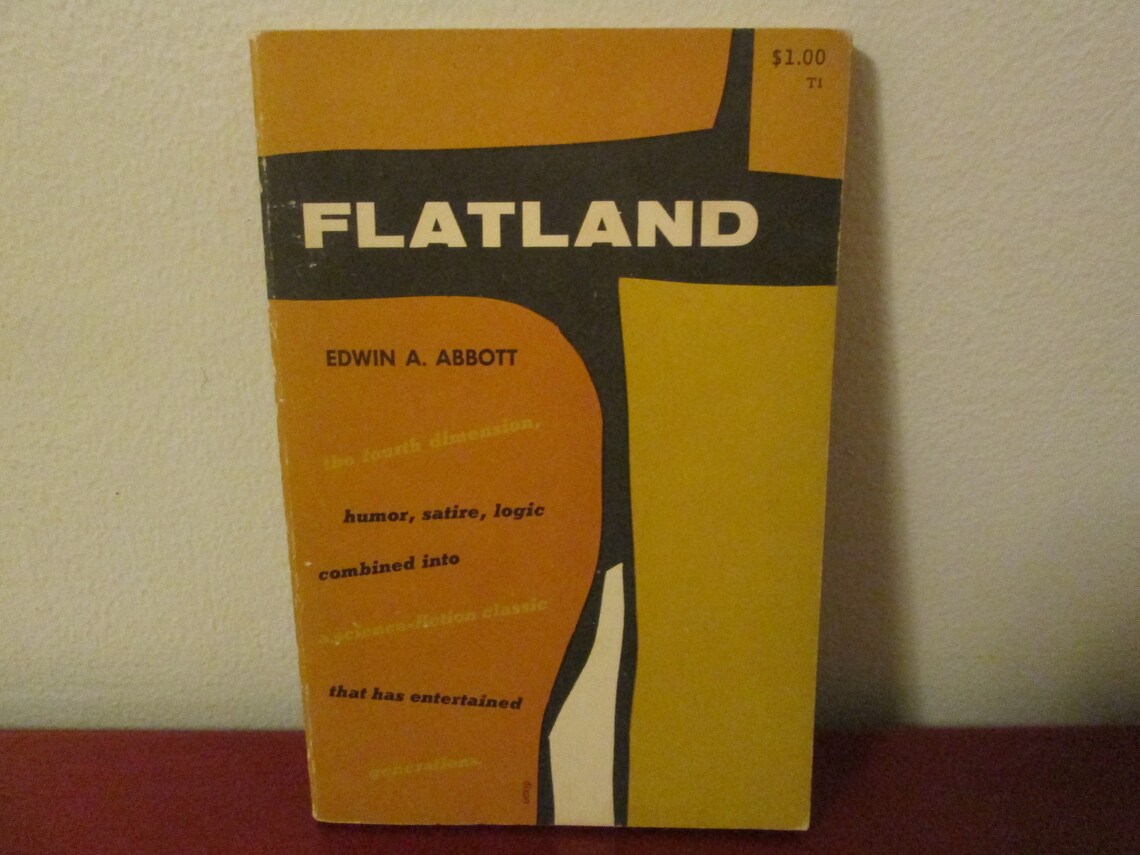 $1.00
T1
FLATLAND
EDWIN A. ABBOTT
the fourth dimension,
humor, satire, logic
combined into
a science-fiction classic
that has entertained
generations.